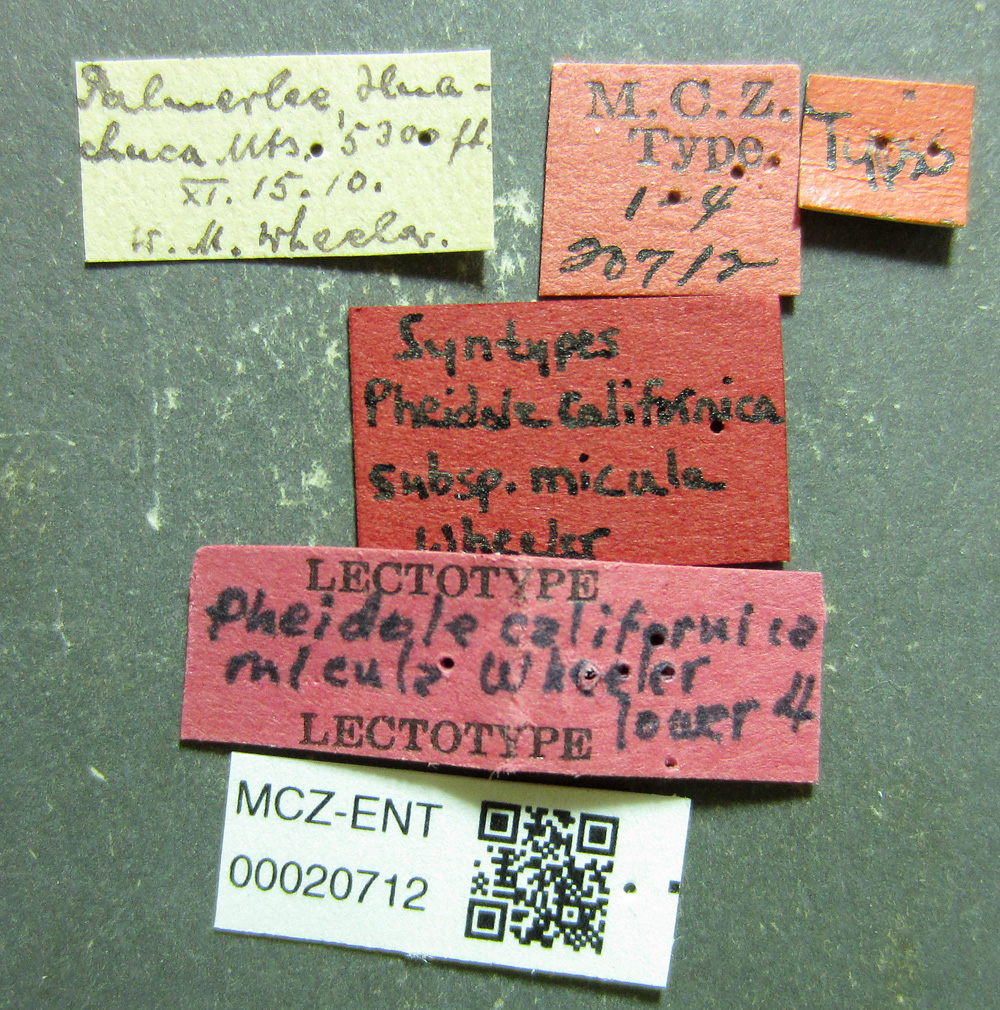 Palmerlee, Hua-
chuca Mts. 5300 ft.
XI. 15. 10.
W. M. Wheeler.
M. C. Z.
Type
1-4
20712
Types
Syntypes
Pheidole californica
subsp. micula
Wheeler
LECTOTYPE
Pheidole californica
micula Wheeler
lower 4
LECTOTYPE
MCZ-ENT
00020712